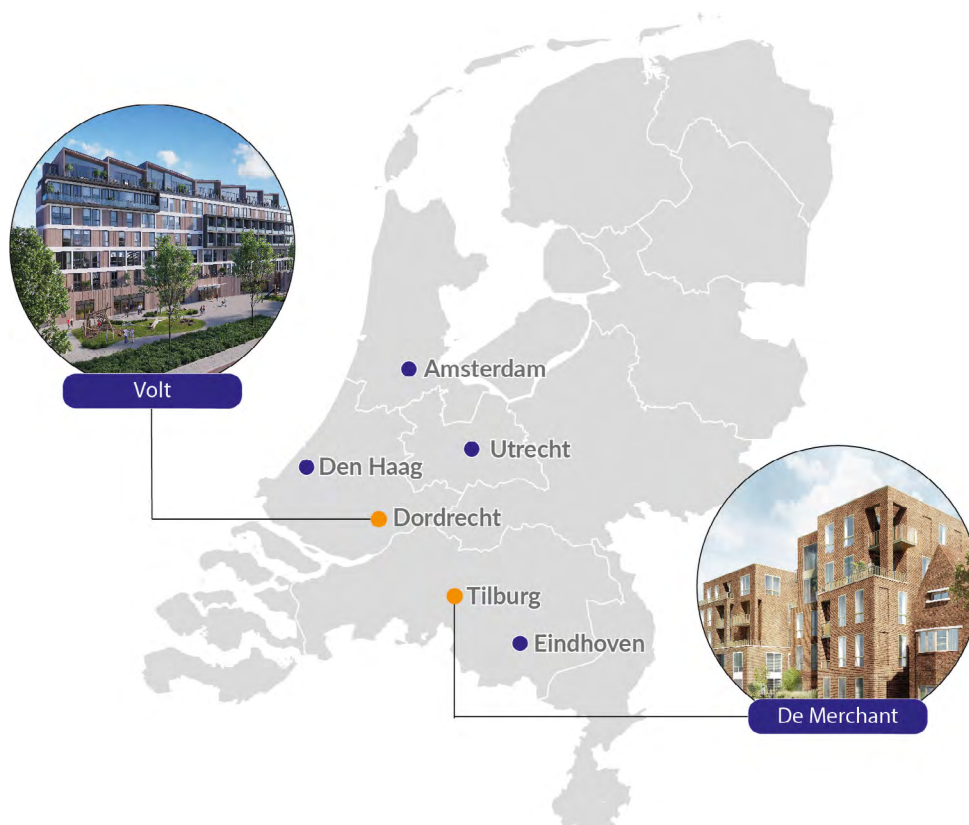 Volt
Amsterdam
Utrecht
Den Haag
Dordrecht
Tilburg
Eindhoven
De Merchant